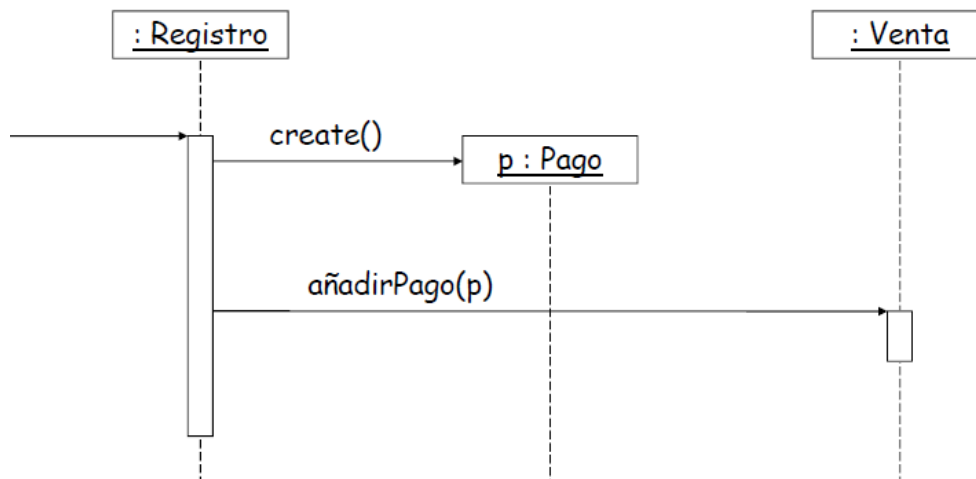 : Registro
: Venta
create()
p : Pago
añadirPago(p)